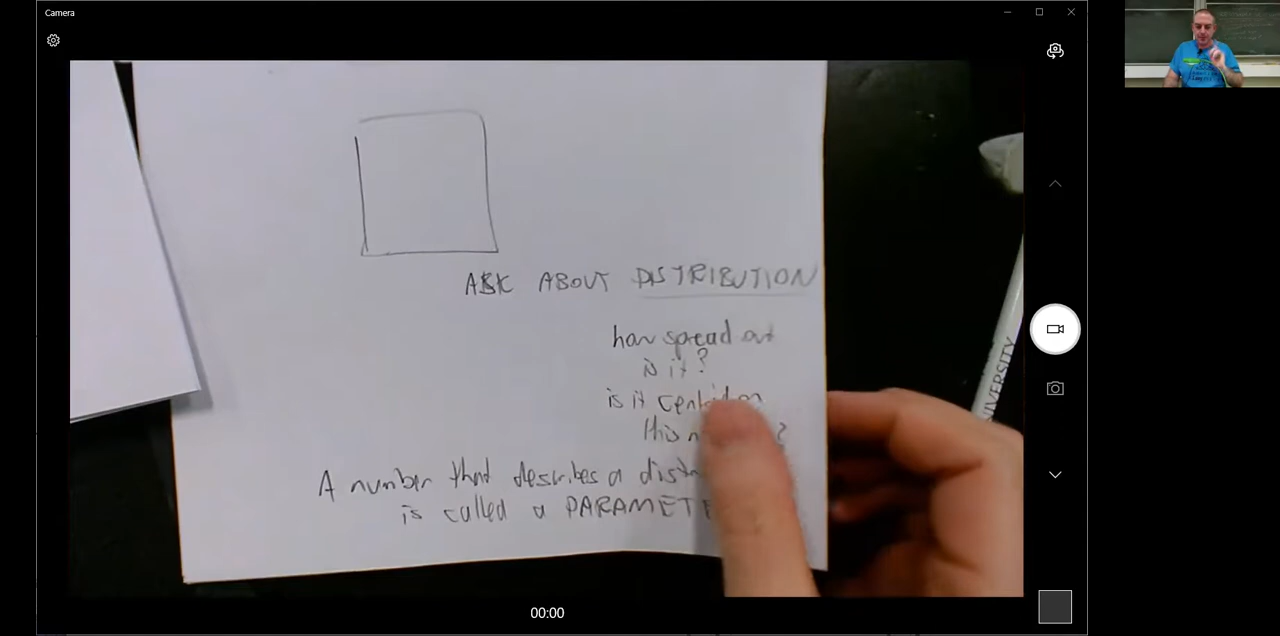 Camera
ASK ABOUT DISTRIBUTION
how spread out
is it?
is it
this ?
A number that describes a
is called a
UNIVERSITY
00:00